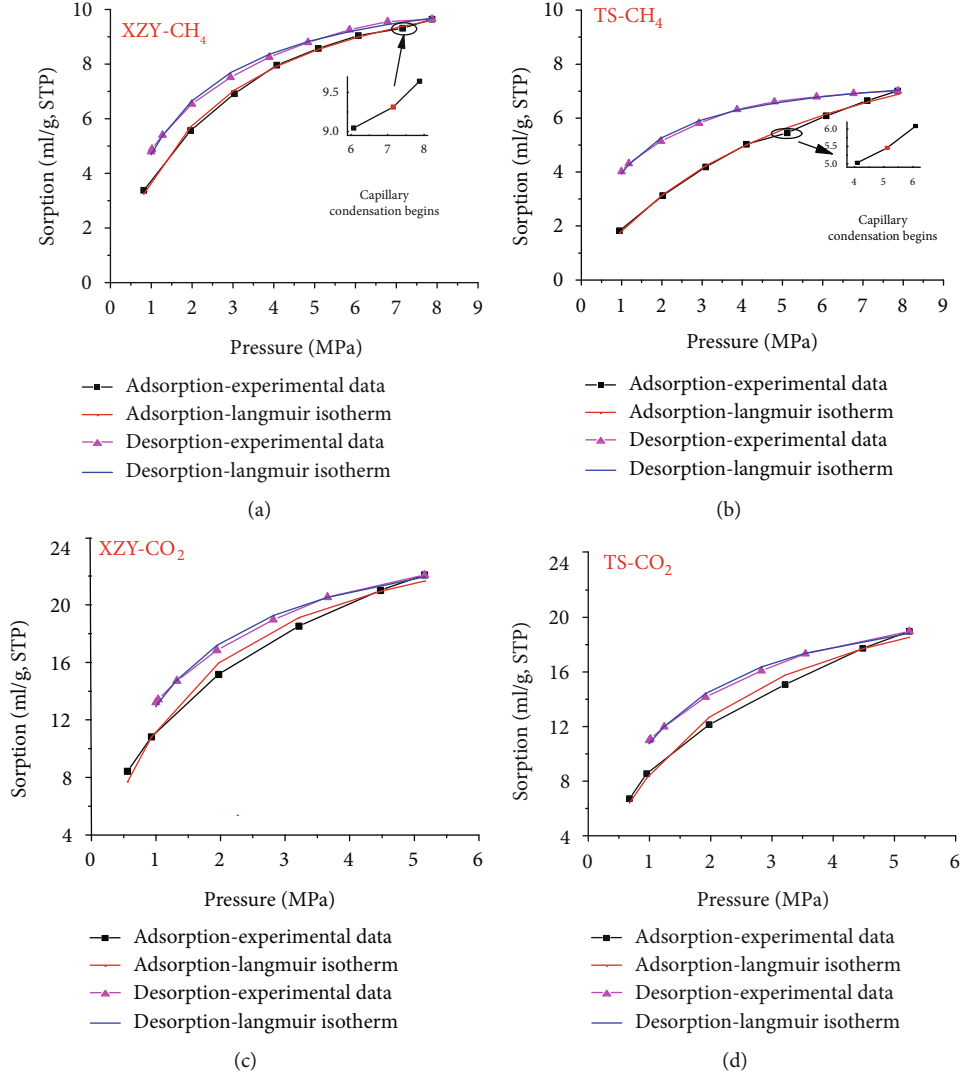 XZY-CH4
Sorption (ml/g, STP)
10
8
6
4
2
0
1 2 3 4 5 6 7 8 9
Pressure (MPa)
9.5
9.0
6 7 8
Capillary
condensation begins
Adsorption-experimental data
Adsorption-langmuir isotherm
Desorption-experimental data
Desorption-langmuir isotherm
(a)
TS-CH4
Sorption (ml/g, STP)
10
8
6
4
2
0
0 1 2 3 4 5 6 7 8 9
Pressure (MPa)
6.0
5.5
5.0
4 5 6
Capillary
condensation begins
Adsorption-experimental data
Adsorption-langmuir isotherm
Desorption-experimental data
Desorption-langmuir isotherm
(b)
XZY-CO2
Sorption (ml/g, STP)
24
20
16
12
8
4
0 1 2 3 4 5 6
Pressure (MPa)
Adsorption-experimental data
Adsorption-langmuir isotherm
Desorption-experimental data
Desorption-langmuir isotherm
(c)
TS-CO2
Sorption (ml/g, STP)
24
20
16
12
8
4
0 1 2 3 4 5 6
Pressure (MPa)
Adsorption-experimental data
Adsorption-langmuir isotherm
Desorption-experimental data
Desorption-langmuir isotherm
(d)